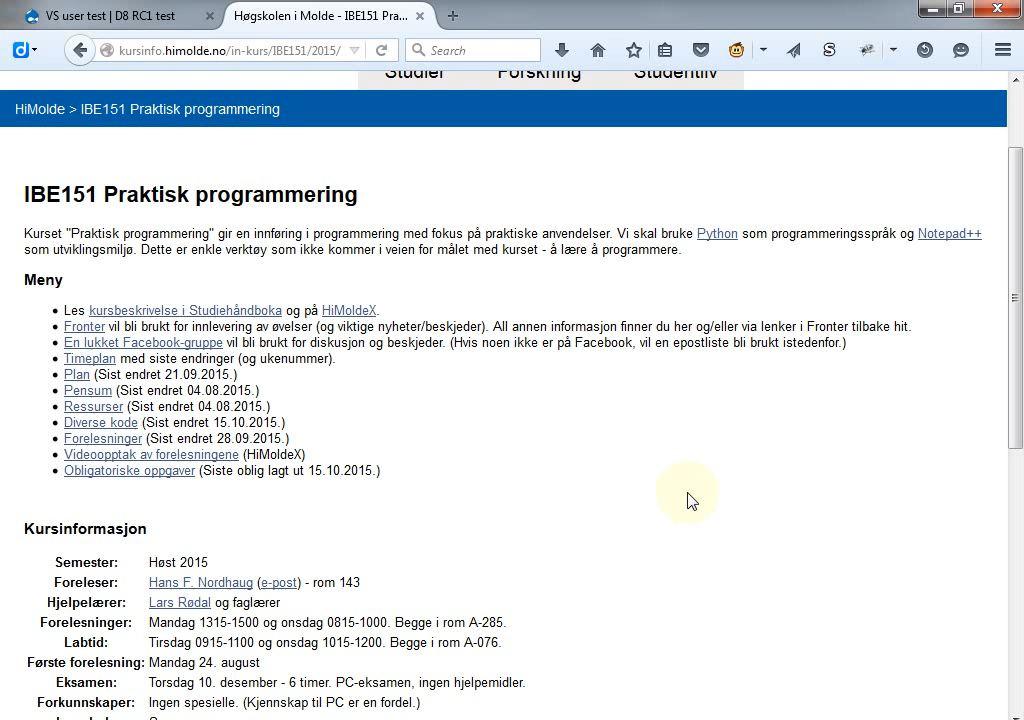 VS user test | D8 RC1 test
Høgskolen i Molde - IBE151 Pra...
kursinfo.himolde.no/in-kurs/IBE151/2015/
Search
Studier Forskning Studentliv
HiMolde > IBE151 Praktisk programmering
IBE151 Praktisk programmering
Kurset "Praktisk programmering" gir en innføring i programmering med fokus på praktiske anvendelser. Vi skal bruke Python som programmeringsspråk og Notepad++
som utviklingsmiljø. Dette er enkle verktøy som ikke kommer i veien for målet med kurset - å lære å programmere.
Meny
Les kursbeskrivelse i Studiehåndboka og på HiMoldeX.
Fronter vil bli brukt for innlevering av øvelser (og viktige nyheter/beskjeder). All annen informasjon finner du her og/eller via lenker i Fronter tilbake hit.
En lukket Facebook-gruppe vil bli brukt for diskusjon og beskjeder. (Hvis noen ikke er på Facebook, vil en epostliste bli brukt istedenfor.)
Timeplan med siste endringer (og ukenummer).
Plan (Sist endret 21.09.2015.)
Pensum (Sist endret 04.08.2015.)
Ressurser (Sist endret 04.08.2015.)
Diverse kode (Sist endret 15.10.2015.)
Forelesninger (Sist endret 28.09.2015.)
Videoopptak av forelesningene (HiMoldeX)
Obligatoriske oppgaver (Siste oblig lagt ut 15.10.2015.)
Kursinformasjon
Semester: Høst 2015
Foreleser: Hans F. Nordhaug (e-post) - rom 143
Hjelpelærer: Lars Rødal og faglærer
Forelesninger: Mandag 1315-1500 og onsdag 0815-1000. Begge i rom A-285.
Labtid: Tirsdag 0915-1100 og onsdag 1015-1200. Begge i rom A-076.
Første forelesning: Mandag 24. august
Eksamen: Torsdag 10. desember - 6 timer. PC-eksamen, ingen hjelpemidler.
Forkunnskaper: Ingen spesielle. (Kjennskap til PC er en fordel.)